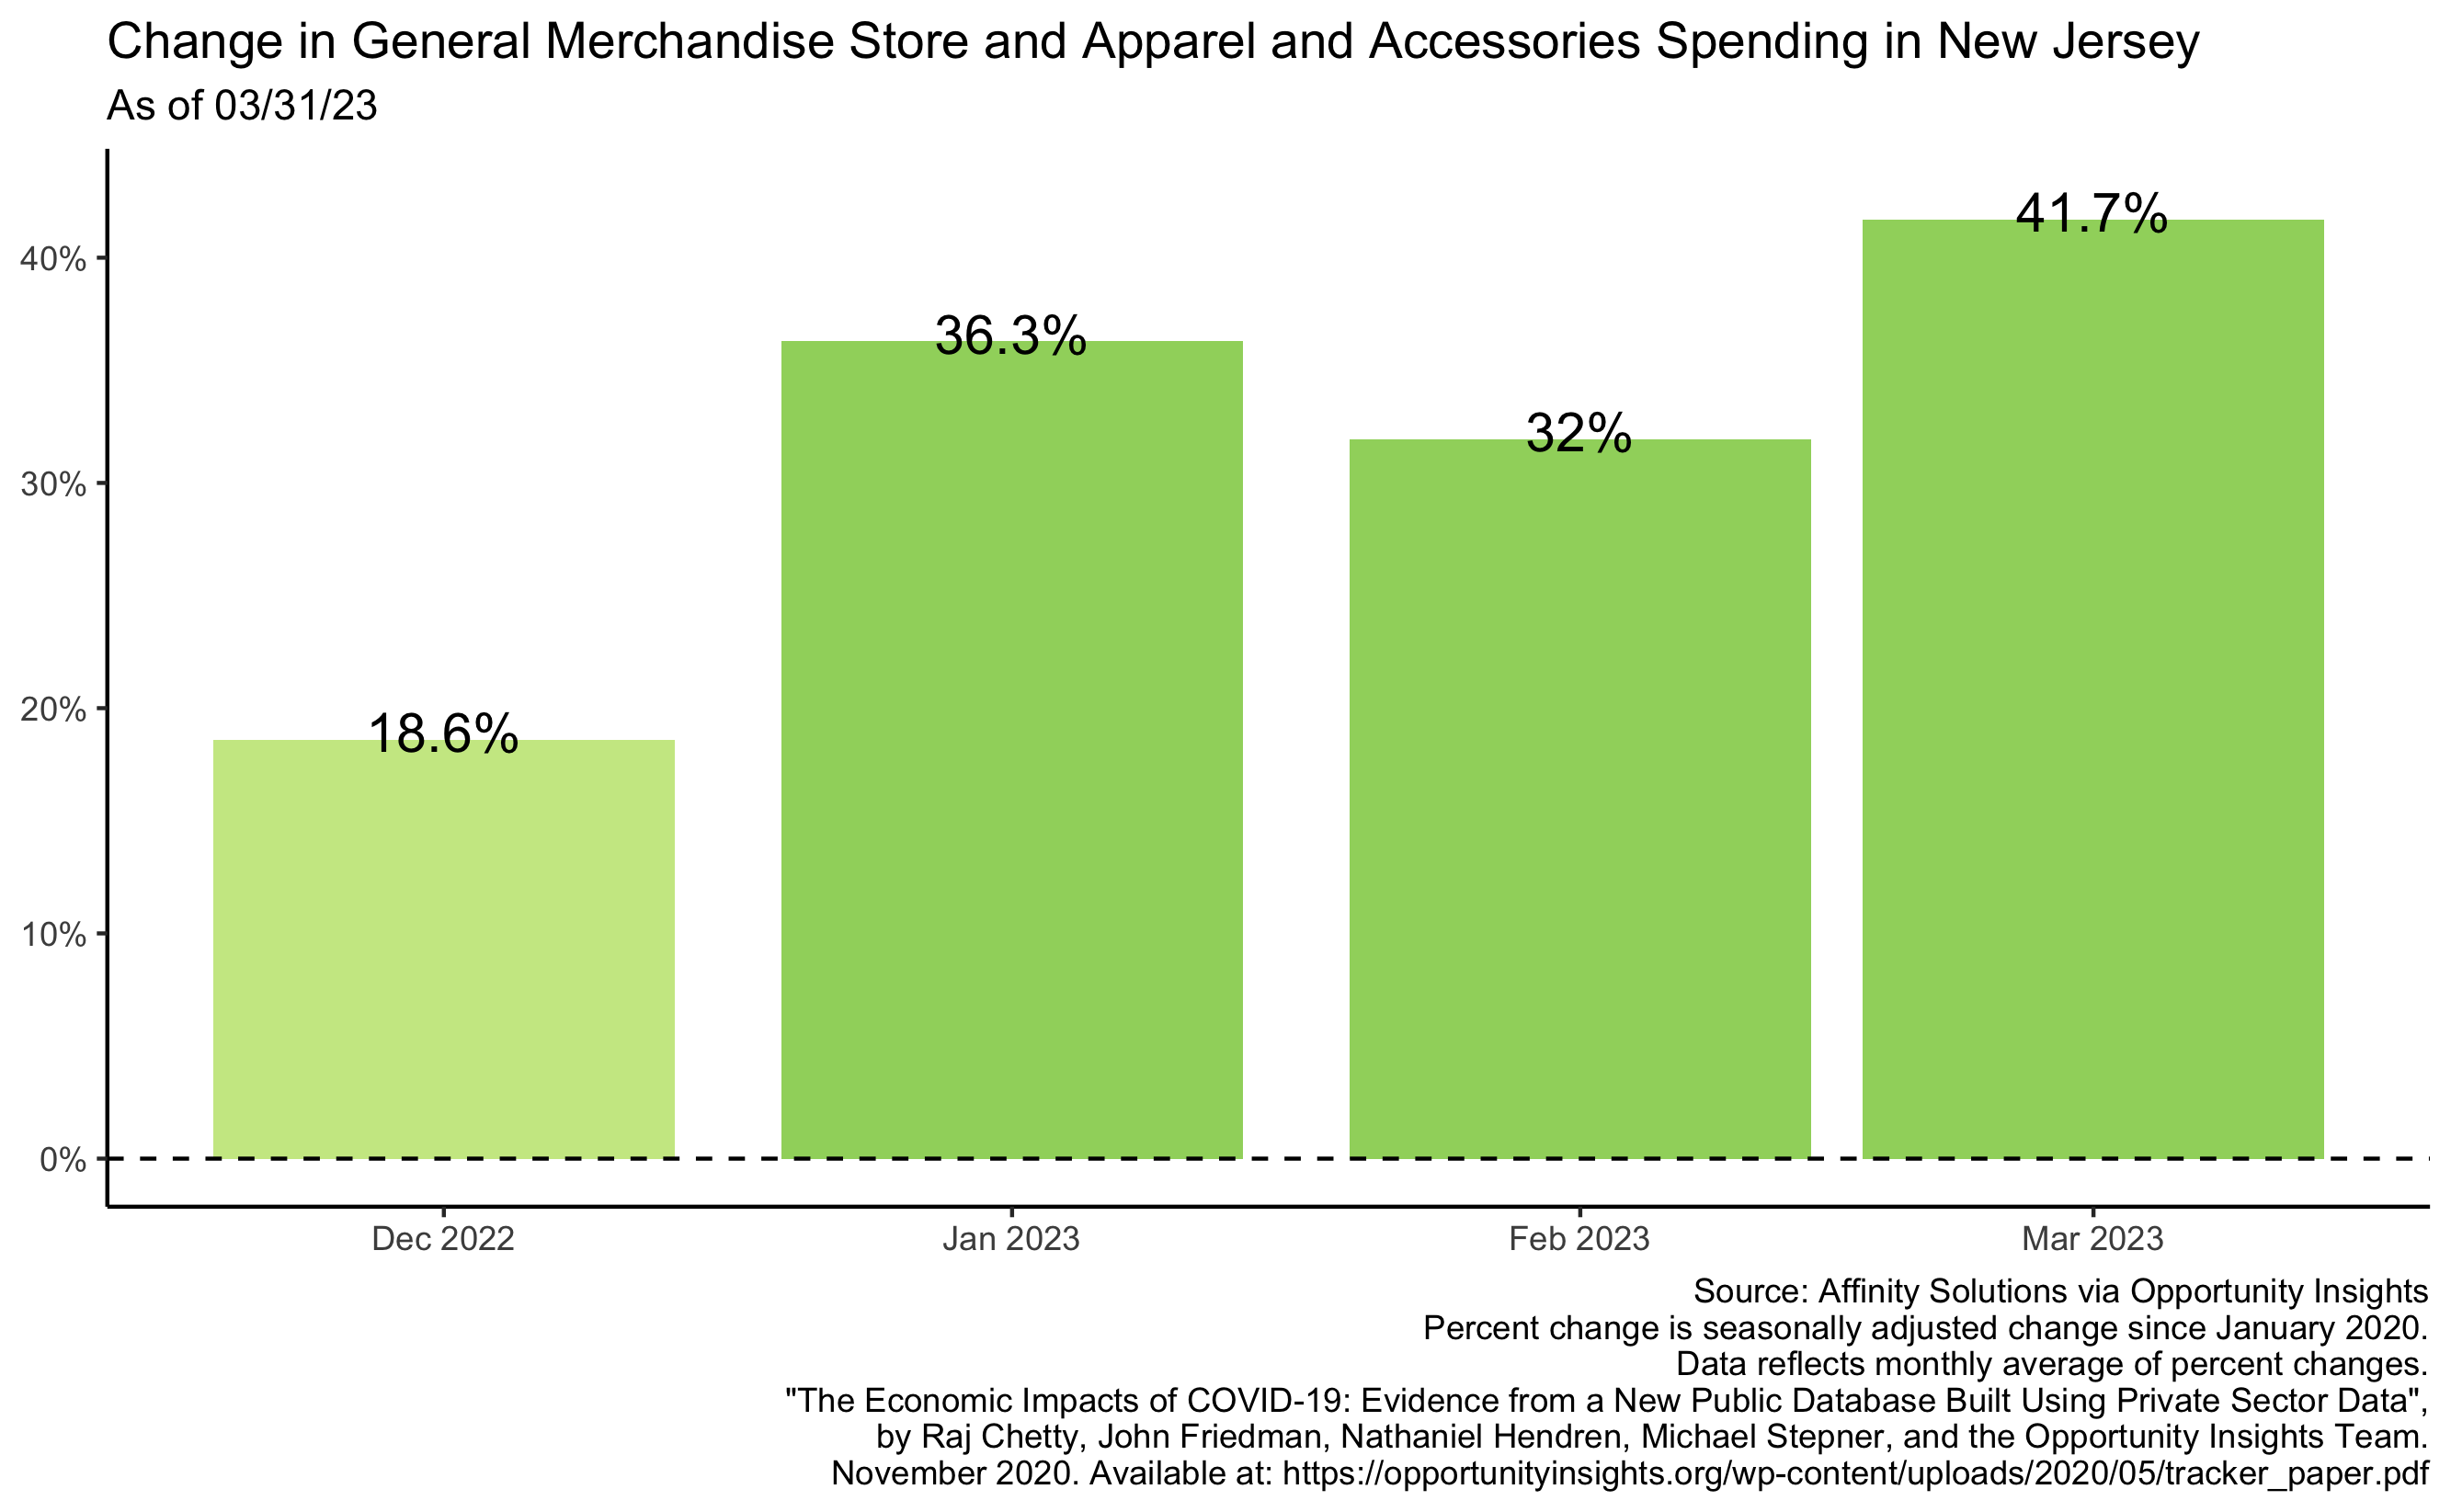 Change in General Merchandise Store and Apparel and Accessories Spending in New Jersey
As of 03/31/23
40%
30%
20%
10%
0%
18.6%
36.3%
32%
41.7%
Dec 2022
Jan 2023
Feb 2023
Mar 2023
Source: Affinity Solutions via Opportunity Insights
Percent change is seasonally adjusted change since January 2020.
Data reflects monthly average of percent changes.
"The Economic Impacts of COVID-19: Evidence from a New Public Database Built Using Private Sector Data",
by Raj Chetty, John Friedman, Nathaniel Hendren, Michael Stepner, and the Opportunity Insights Team.
November 2020. Available at: https://opportunityinsights.org/wp-content/uploads/2020/05/tracker_paper.pdf